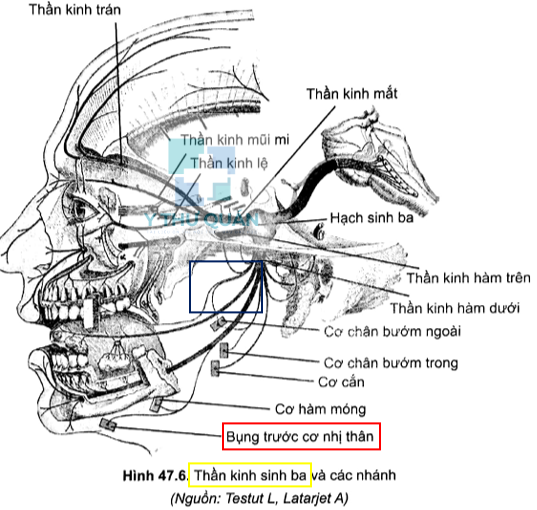 Thần kinh trán
Thần kinh mắt
Thần kinh mũi mi
Thần kinh lệ
Y THƯ QUÁN
Hạch sinh ba
Thần kinh hàm trên
Thần kinh hàm dưới
Cơ chân bướm ngoài
Cơ chân bướm trong
Cơ cắn
Cơ hàm móng
Bụng trước cơ nhị thân
Hình 47.6. Thần kinh sinh ba và các nhánh
(Nguồn: Testut L, Latarjet A)